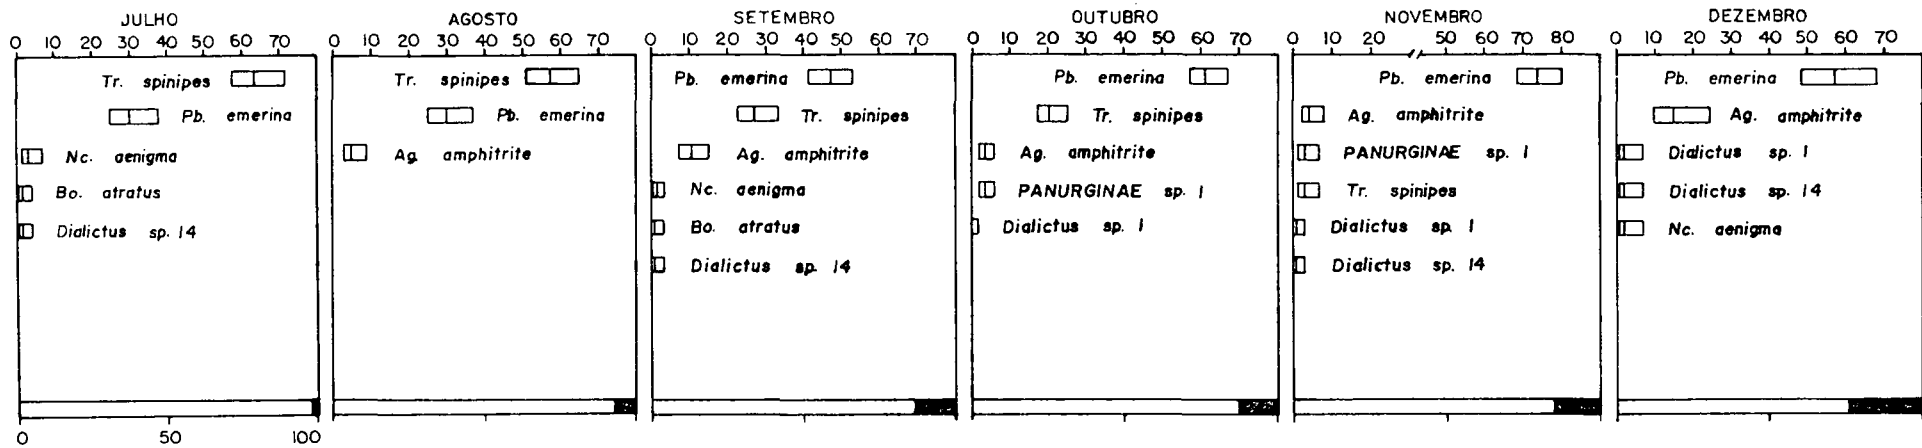 JULHO
0 10 20 30 40 50 60 70
Tr. spinipes
Pb. emerina
Nc. aenigma
Bo. atratus
Dialictus sp. 14
0 50 100
AGOSTO
0 10 20 30 40 50 60 70
Tr. spinipes
Pb. emerina
Ag. amphitrite
SETEMBRO
0 10 20 30 40 50 60 70
Pb. emerina
Tr. spinipes
Ag. amphitrite
Nc. aenigma
Bo. atratus
Dialictus sp. 14
OUTUBRO
0 10 20 30 40 50 60 70
Pb. emerina
Tr. spinipes
Ag. amphitrite
PANURGINAE sp. 1
Dialictus sp. 1
NOVEMBRO
0 10 20 30 50 60 70 80
Pb. emerina
Ag. amphitrite
PANURGINAE sp. 1
Tr. spinipes
Dialictus sp. 1
Dialictus sp. 14
DEZEMBRO
0 10 20 30 40 50 60 70
Pb. emerina
Ag. amphitrite
Dialictus sp. 1
Dialictus sp. 14
Nc. aenigma